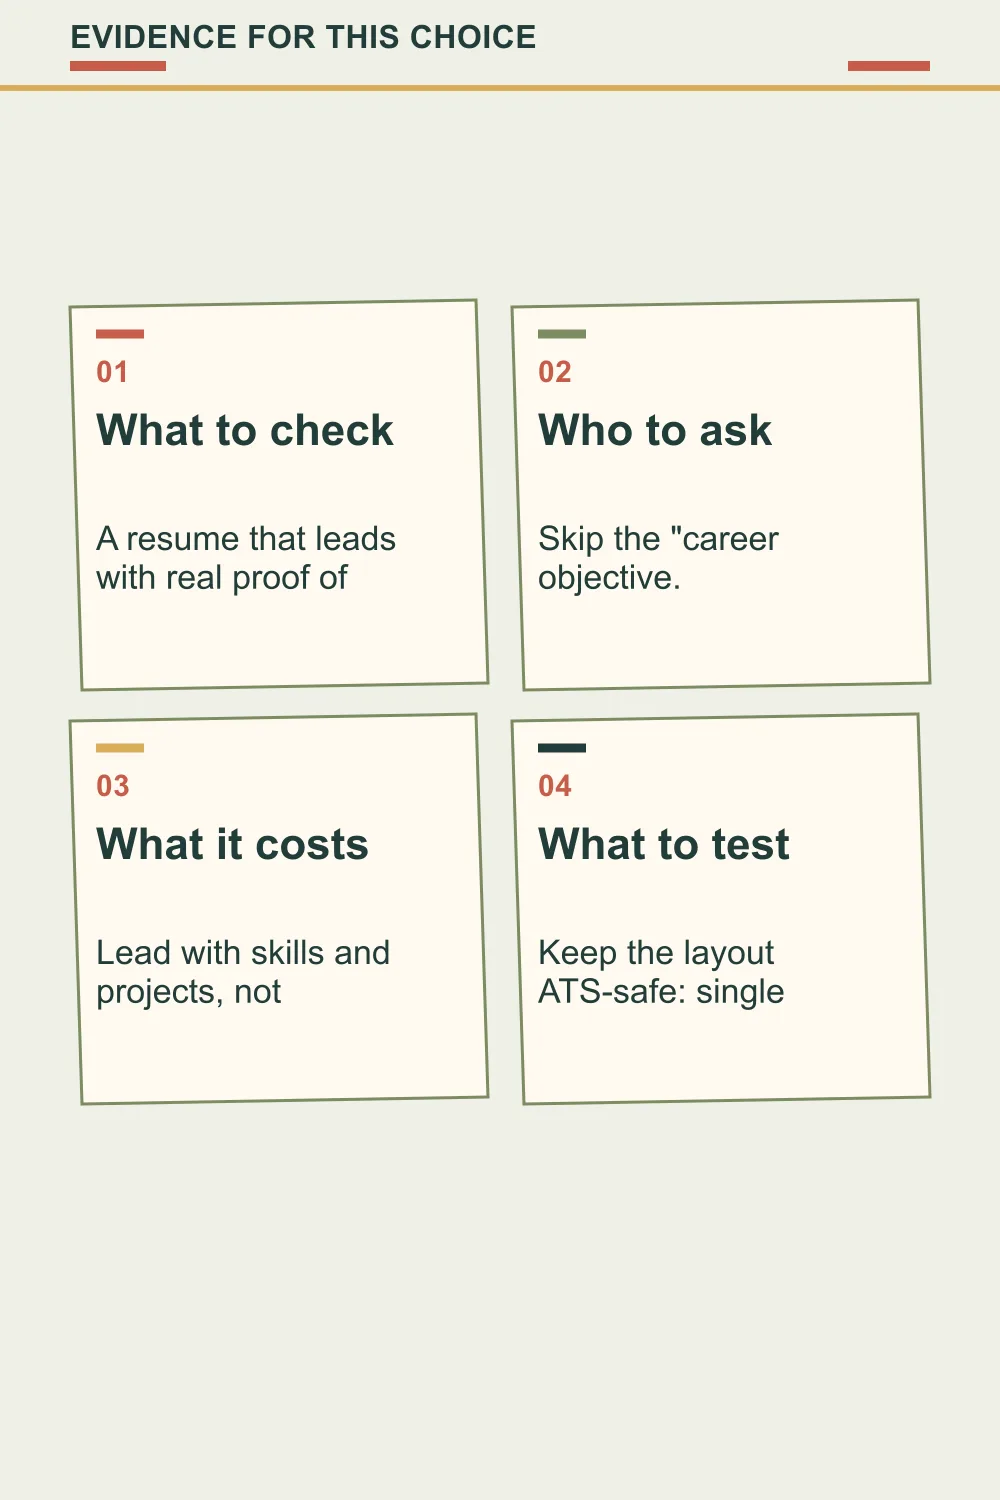 EVIDENCE FOR THIS CHOICE
01
What to check
A resume that leads
with real proof of
02
Who to ask
Skip the "career
objective.
03
What it costs
Lead with skills and
projects, not
04
What to test
Keep the layout
ATS-safe: single